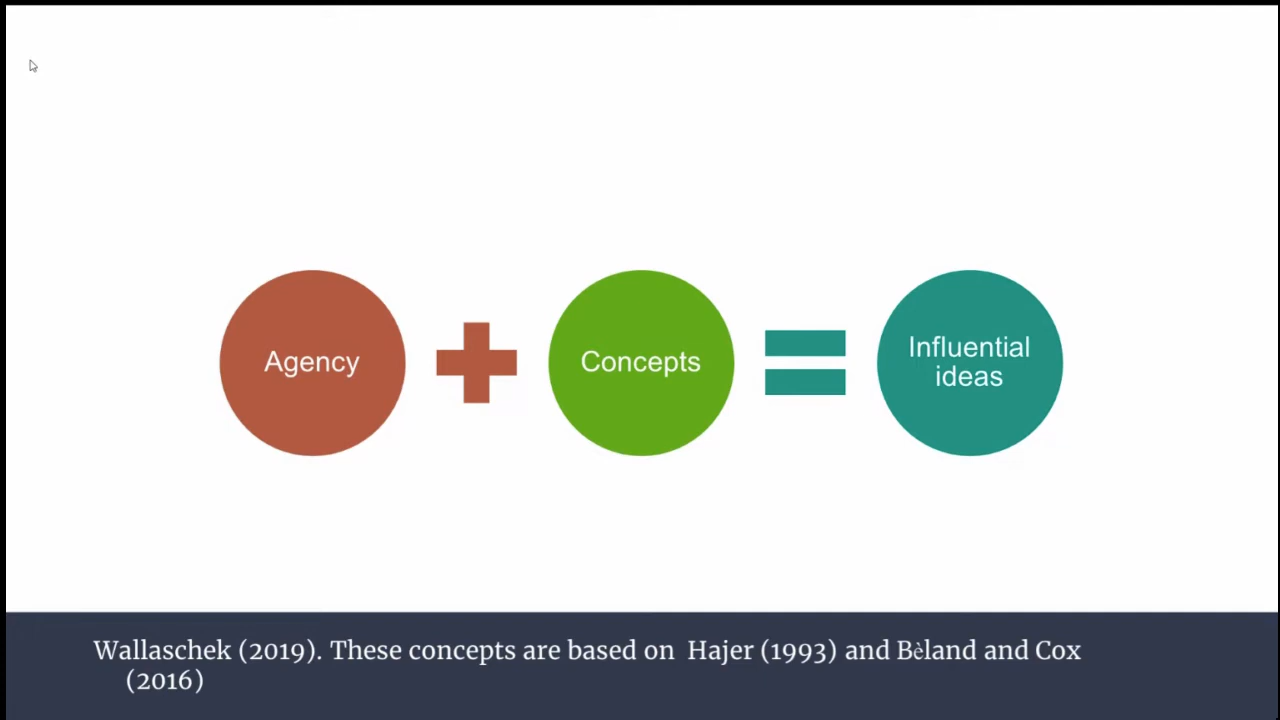 Agency
Concepts
Influential
ideas
Wallaschek (2019). These concepts are based on  Hajer (1993) and Bèland and Cox
(2016)